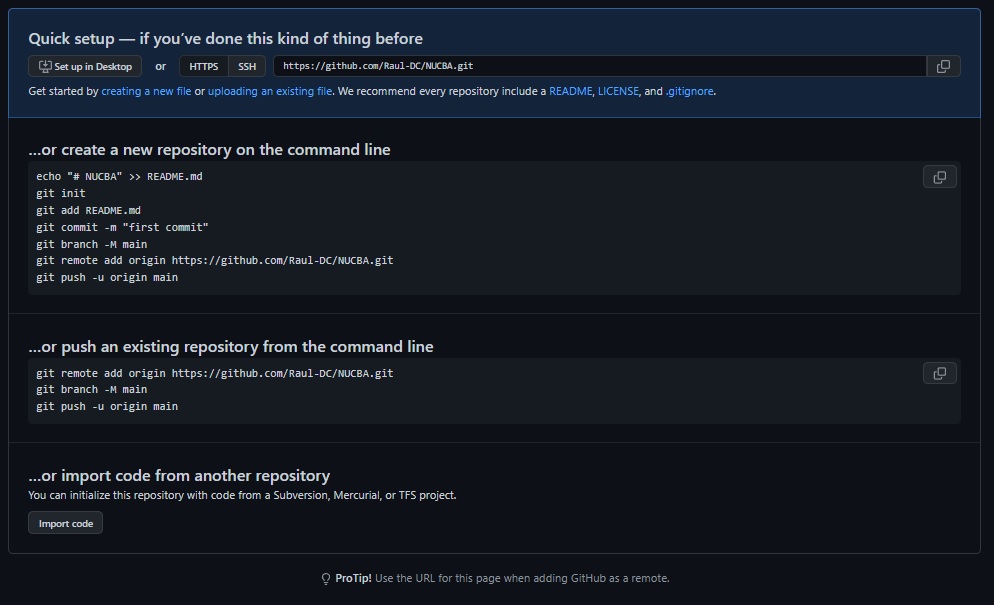 Quick setup — if you've done this kind of thing before
Set up in Desktop or HTTPS SSH https://github.com/Raul-DC/NUCBA.git
Get started by creating a new file or uploading an existing file. We recommend every repository include a README, LICENSE, and .gitignore.
...or create a new repository on the command line
echo "# NUCBA" >> README.md
git init
git add README.md
git commit -m "first commit"
git branch -M main
git remote add origin https://github.com/Raul-DC/NUCBA.git
git push -u origin main
...or push an existing repository from the command line
git remote add origin https://github.com/Raul-DC/NUCBA.git
git branch -M main
git push -u origin main
...or import code from another repository
You can initialize this repository with code from a Subversion, Mercurial, or TFS project.
Import code
ProTip! Use the URL for this page when adding GitHub as a remote.